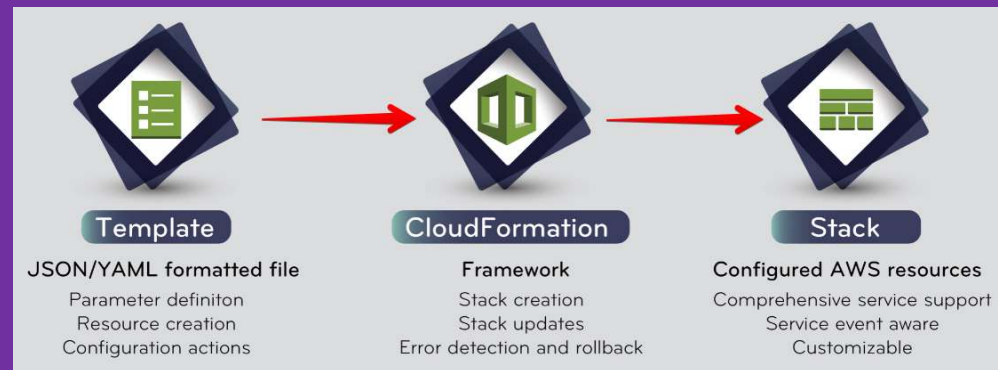 Template
JSON/YAML formatted file
Parameter definiton
Resource creation
Configuration actions
CloudFormation
Framework
Stack creation
Stack updates
Error detection and rollback
Stack
Configured AWS resources
Comprehensive service support
Service event aware
Customizable